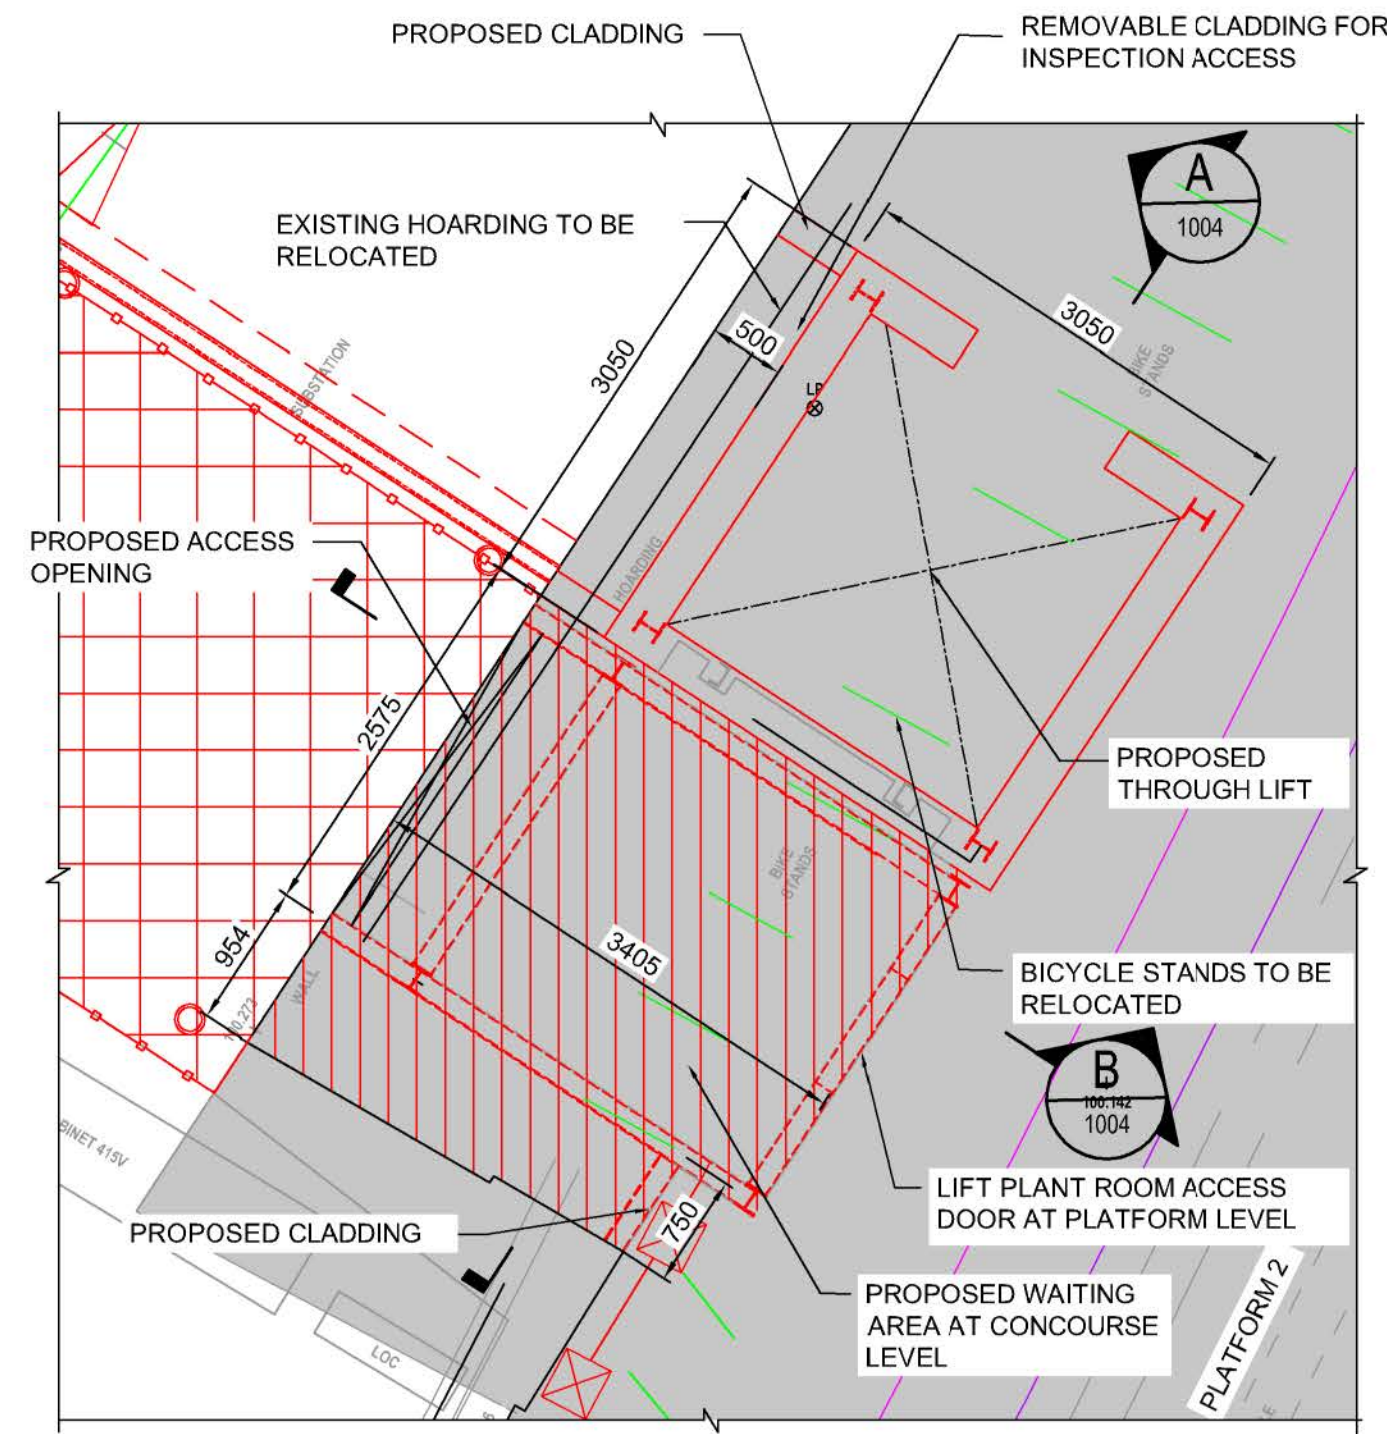 PROPOSED CLADDING
REMOVABLE CLADDING FOR
INSPECTION ACCESS
A
1004
EXISTING HOARDING TO BE
RELOCATED
3050
500
3050
BIKE
STANDS
SUBSTATION
LP
HOARDING
PROPOSED ACCESS
OPENING
2575
PROPOSED
THROUGH LIFT
BIKE
STANDS
954
3405
WALL
100.273
BICYCLE STANDS TO BE
RELOCATED
B
100.142
1004
BINET 415V
LIFT PLANT ROOM ACCESS
DOOR AT PLATFORM LEVEL
PROPOSED CLADDING
750
PROPOSED WAITING
AREA AT CONCOURSE
LEVEL
PLATFORM 2
LOC